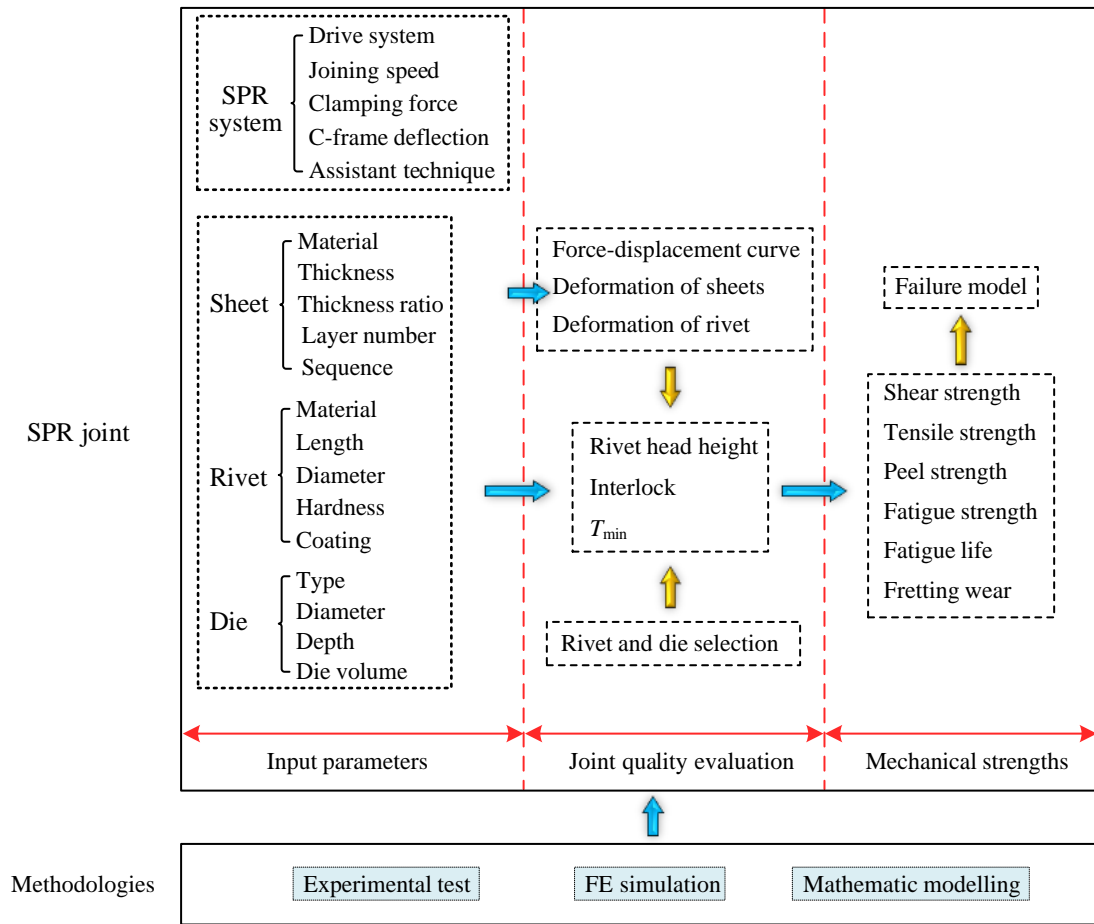 SPR joint
SPR
system
Drive system
Joining speed
Clamping force
C-frame deflection
Assistant technique
Sheet
Material
Thickness
Thickness ratio
Layer number
Sequence
Rivet
Material
Length
Diameter
Hardness
Coating
Die
Type
Diameter
Depth
Die volume
Input parameters
Force-displacement curve
Deformation of sheets
Deformation of rivet
Rivet head height
Interlock
Tmin
Rivet and die selection
Joint quality evaluation
Failure model
Shear strength
Tensile strength
Peel strength
Fatigue strength
Fatigue life
Fretting wear
Mechanical strengths
Methodologies
Experimental test
FE simulation
Mathematic modelling